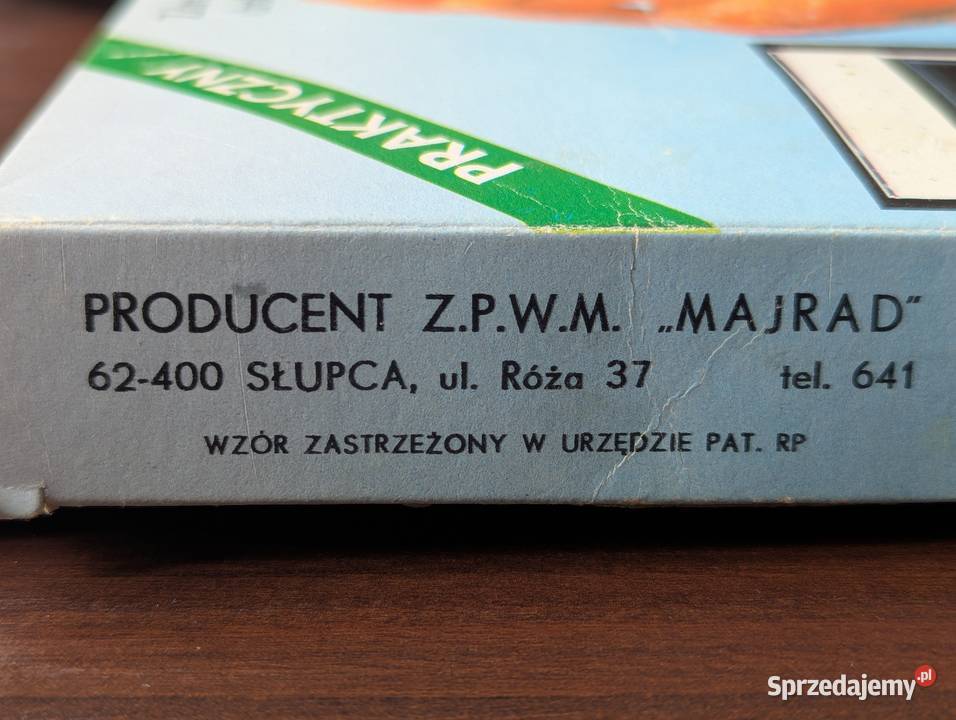 PRAKTYCZNY
PRODUCENT Z.P.W.M. „MAJRAD"
62-400 SŁUPCA, ul. Róża 37 tel. 641
WZÓR ZASTRZEŻONY W URZĘDZIE PAT. RP
Sprzedajemy.pl